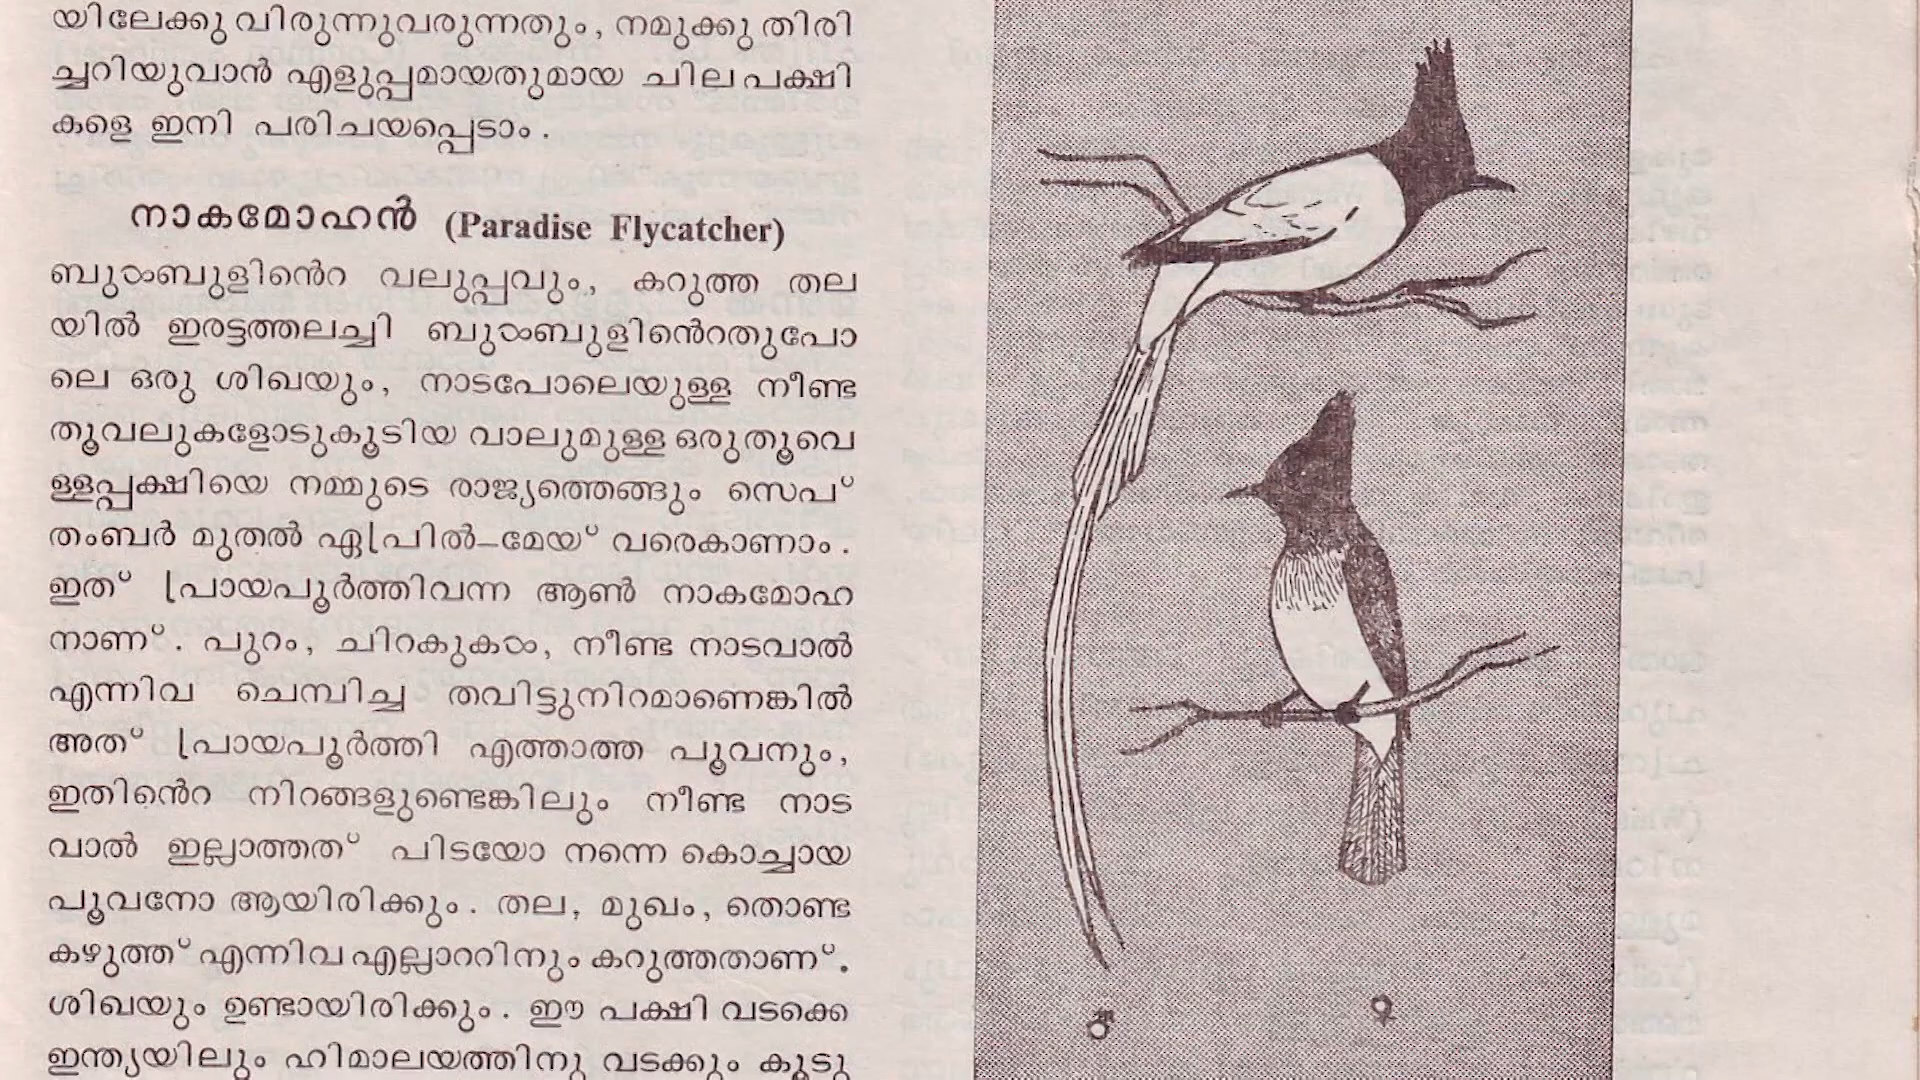 യിലേക്കു വിരുന്നുവരുന്നതും, നമുക്കു തിരി
ച്ചറിയുവാൻ എളുപ്പമായതുമായ ചില പക്ഷി
കളെ ഇനി പരിചയപ്പെടാം.
നാകമോഹൻ (Paradise Flycatcher)
ബുൾബുളിൻെറ വലുപ്പവും, കറുത്ത തല
യിൽ ഇരട്ടത്തലച്ചി ബുൾബുളിൻെറതുപോ
ലെ ഒരു ശിഖയും, നാടപോലെയുള്ള നീണ്ട
തൂവലുകളോടുകൂടിയ വാലുമുള്ള ഒരുതൂവെ
ള്ളപ്പക്ഷിയെ നമ്മുടെ രാജ്യത്തെങ്ങും സെപ്
തംബർ മുതൽ ഏപ്രിൽ-മേയ് വരെകാണാം.
ഇത് പ്രായപൂർത്തിവന്ന ആൺ നാകമോഹ
നാണ്. പുറം, ചിറകുകൾ, നീണ്ട നാടവാൽ
എന്നിവ ചെമ്പിച്ച തവിട്ടുനിറമാണെങ്കിൽ
അത് പ്രായപൂർത്തി എത്താത്ത പൂവനും,
ഇതിൻെറ നിറങ്ങളുണ്ടെങ്കിലും നീണ്ട നാട
വാൽ ഇല്ലാത്തത് പിടയോ നന്നെ കൊച്ചായ
പൂവനോ ആയിരിക്കും. തല, മുഖം, തൊണ്ട
കഴുത്ത് എന്നിവ എല്ലാററിനും കറുത്തതാണ്.
ശിഖയും ഉണ്ടായിരിക്കും. ഈ പക്ഷി വടക്കെ
ഇന്ത്യയിലും ഹിമാലയത്തിനു വടക്കും കൂടു
♂ ♀